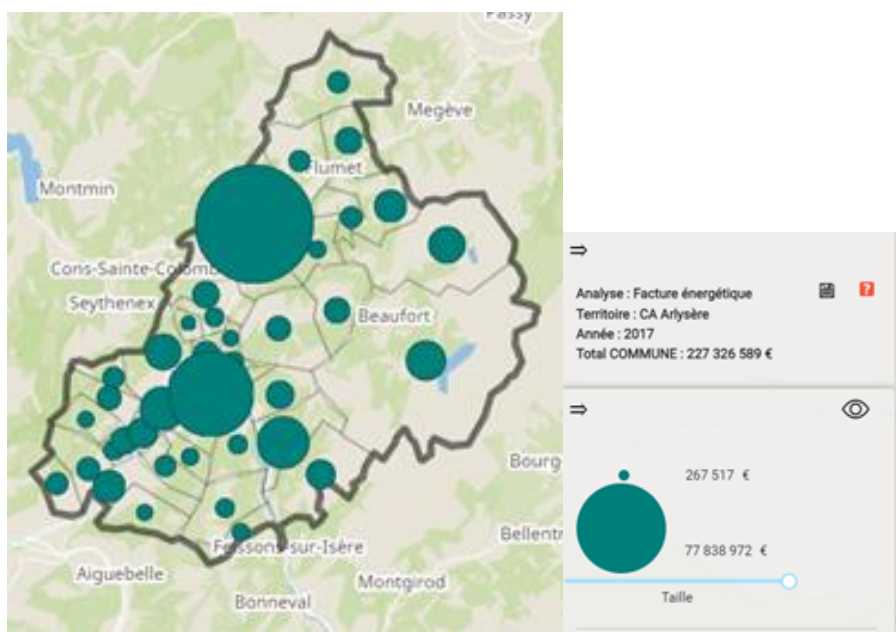 Passy
Megève
Flumet
Montmin
Cons-Sainte-Colomb
Seythenex
Beaufort
Bourg-
Bellentr
Feissons-sur-Isère
Aiguebelle
Montgirod
Bonneval
⇒
Analyse : Facture énergétique
?
Territoire : CA Arlysère
Année : 2017
Total COMMUNE : 227 326 589 €
⇒
267 517 €
77 838 972 €
Taille